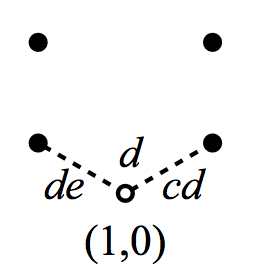 d
de cd
(1,0)